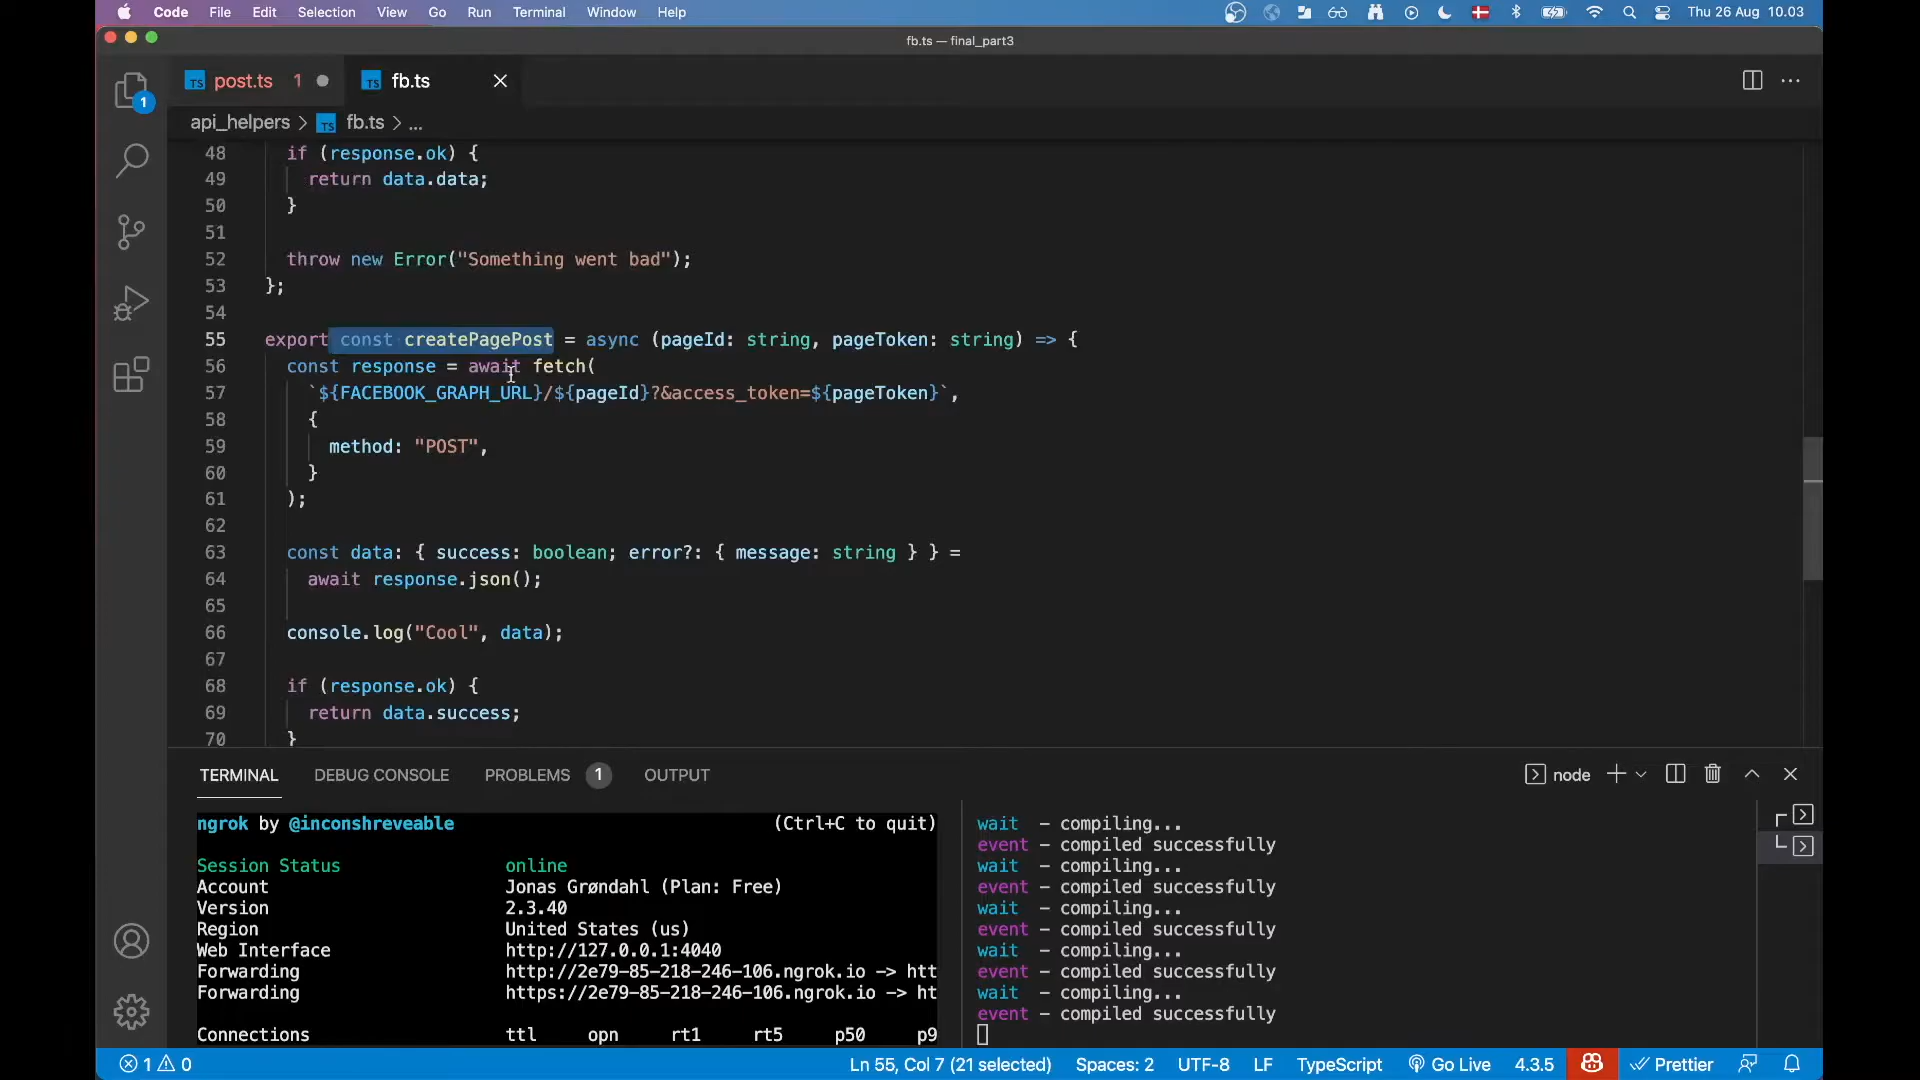 Code File Edit Selection View Go Run Terminal Window Help Thu 26 Aug 10.03
fb.ts — final_part3
TS post.ts 1 TS fb.ts
api_helpers > TS fb.ts > ...
48 if (response.ok) {
49 return data.data;
50 }
51
52 throw new Error("Something went bad");
53 };
54
55 export const createPagePost = async (pageId: string, pageToken: string) => {
56 const response = await fetch(
57 `${FACEBOOK_GRAPH_URL}/${pageId}?&access_token=${pageToken}`,
58 {
59 method: "POST",
60 }
61 );
62
63 const data: { success: boolean; error?: { message: string } } =
64 await response.json();
65
66 console.log("Cool", data);
67
68 if (response.ok) {
69 return data.success;
70 }
1
TERMINAL DEBUG CONSOLE PROBLEMS 1 OUTPUT node
ngrok by @inconshreveable (Ctrl+C to quit)
Session Status online
Account Jonas Grøndahl (Plan: Free)
Version 2.3.40
Region United States (us)
Web Interface http://127.0.0.1:4040
Forwarding http://2e79-85-218-246-106.ngrok.io -> htt
Forwarding https://2e79-85-218-246-106.ngrok.io -> ht
Connections ttl opn rt1 rt5 p50 p9
wait - compiling...
event - compiled successfully
wait - compiling...
event - compiled successfully
wait - compiling...
event - compiled successfully
wait - compiling...
event - compiled successfully
wait - compiling...
event - compiled successfully
1 0 Ln 55, Col 7 (21 selected) Spaces: 2 UTF-8 LF TypeScript Go Live 4.3.5 Prettier